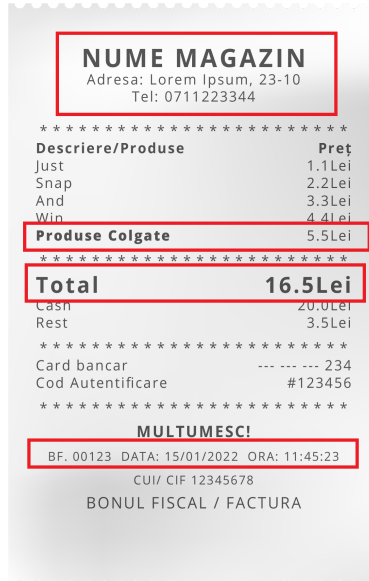 NUME MAGAZIN
Adresa: Lorem Ipsum, 23-10
Tel: 0711223344
* * * * * * * * * * * * * * * * * * * * * * * *
Descriere/Produse Preț
Just 1.1Lei
Snap 2.2Lei
And 3.3Lei
Win 4.4Lei
Produse Colgate 5.5Lei
* * * * * * * * * * * * * * * * * * * * * * * *
Total 16.5Lei
Cash 20.0Lei
Rest 3.5Lei
* * * * * * * * * * * * * * * * * * * * * * * *
Card bancar --- --- --- 234
Cod Autentificare #123456
* * * * * * * * * * * * * * * * * * * * * * * *
MULTUMESC!
BF. 00123 DATA: 15/01/2022 ORA: 11:45:23
CUI/ CIF 12345678
BONUL FISCAL / FACTURA